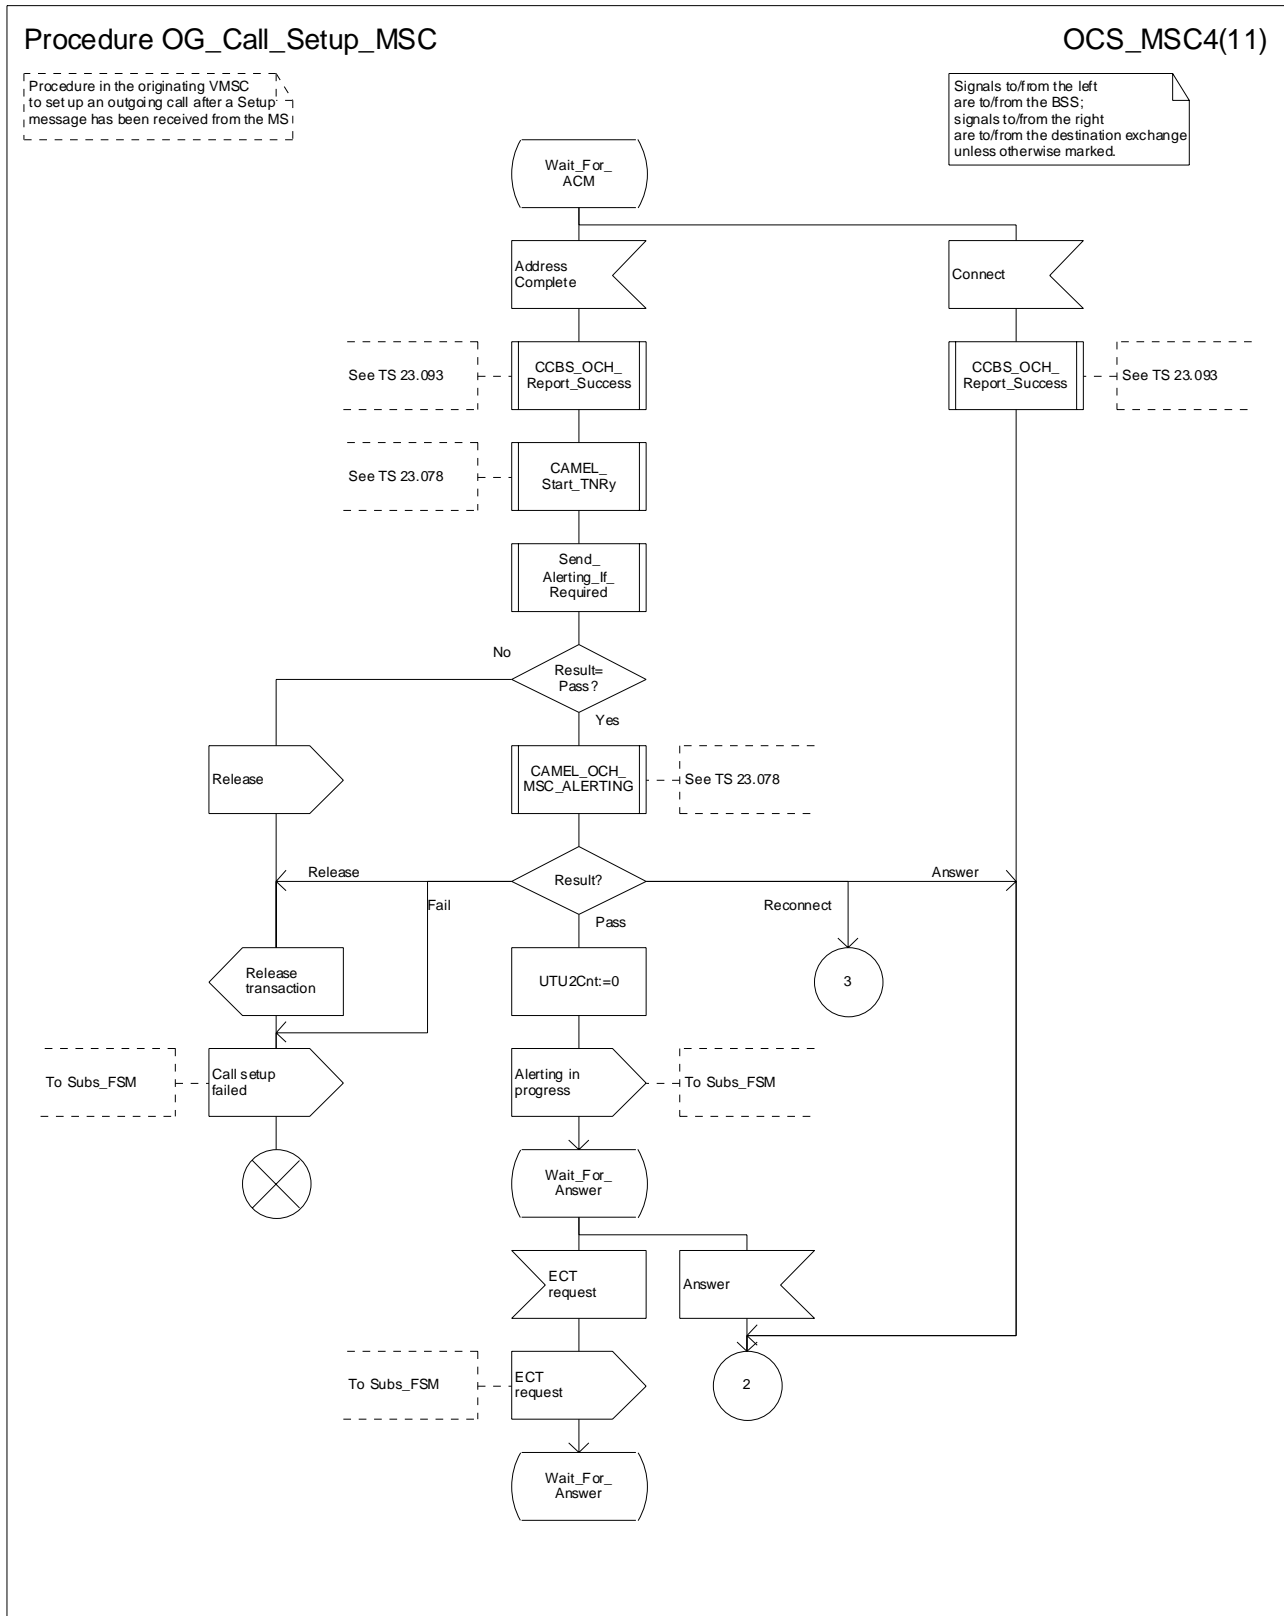 Procedure OG_Call_Setup_MSC
OCS_MSC4(11)
Procedure in the originating VMSC
to set up an outgoing call after a Setup
message has been received from the MS
Signals to/from the left
are to/from the BSS;
signals to/from the right
are to/from the destination exchange
unless otherwise marked.
Wait_For_
ACM
Address
Complete
Connect
See TS 23.093
CCBS_OCH_
Report_Success
CCBS_OCH_
Report_Success
See TS 23.093
See TS 23.078
CAMEL_
Start_TNRy
Send_
Alerting_If_
Required
No
Result=
Pass?
Yes
Release
CAMEL_OCH_
MSC_ALERTING
See TS 23.078
Release
Result?
Answer
Fail
Reconnect
Pass
Release
transaction
UTU2Cnt:=0
3
To Subs_FSM
Call setup
failed
Alerting in
progress
To Subs_FSM
Wait_For_
Answer
ECT
request
Answer
To Subs_FSM
ECT
request
2
Wait_For_
Answer